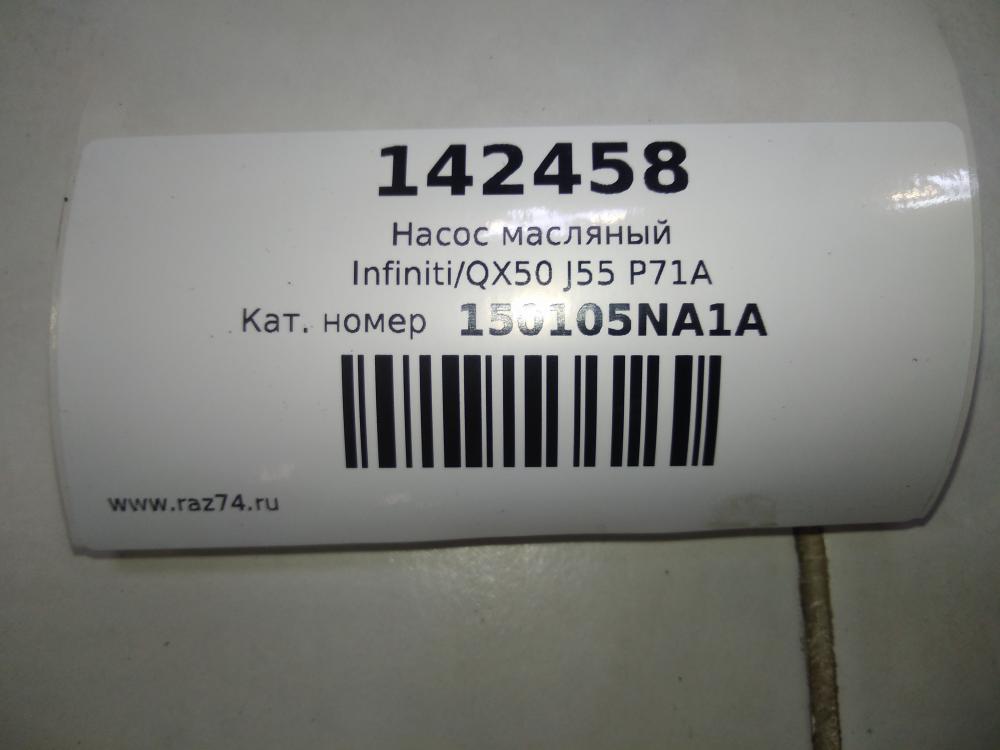 142458
Насос масляный
Infiniti/QX50 J55 P71A
Кат. номер 150105NA1A
www.raz74.ru